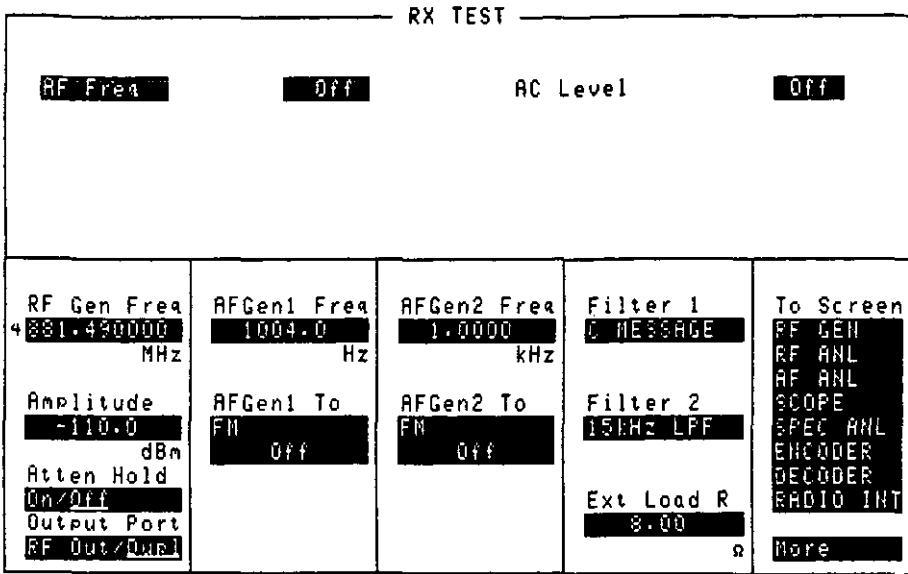 RX TEST
AF Freq Off AC Level Off
RF Gen Freq
4 881.490000
MHz
Amplitude
-110.0
dBm
Atten Hold
On/Off
Output Port
RF Out/Dupl
AFGen1 Freq
1004.0
Hz
AFGen1 To
FM
Off
AFGen2 Freq
1.0000
kHz
AFGen2 To
FM
Off
Filter 1
C MESSAGE
Filter 2
15kHz LPF
Ext Load R
8.00
Ω
To Screen
RF GEN
RF ANL
AF ANL
SCOPE
SPEC ANL
ENCODER
DECODER
RADIO INT
More